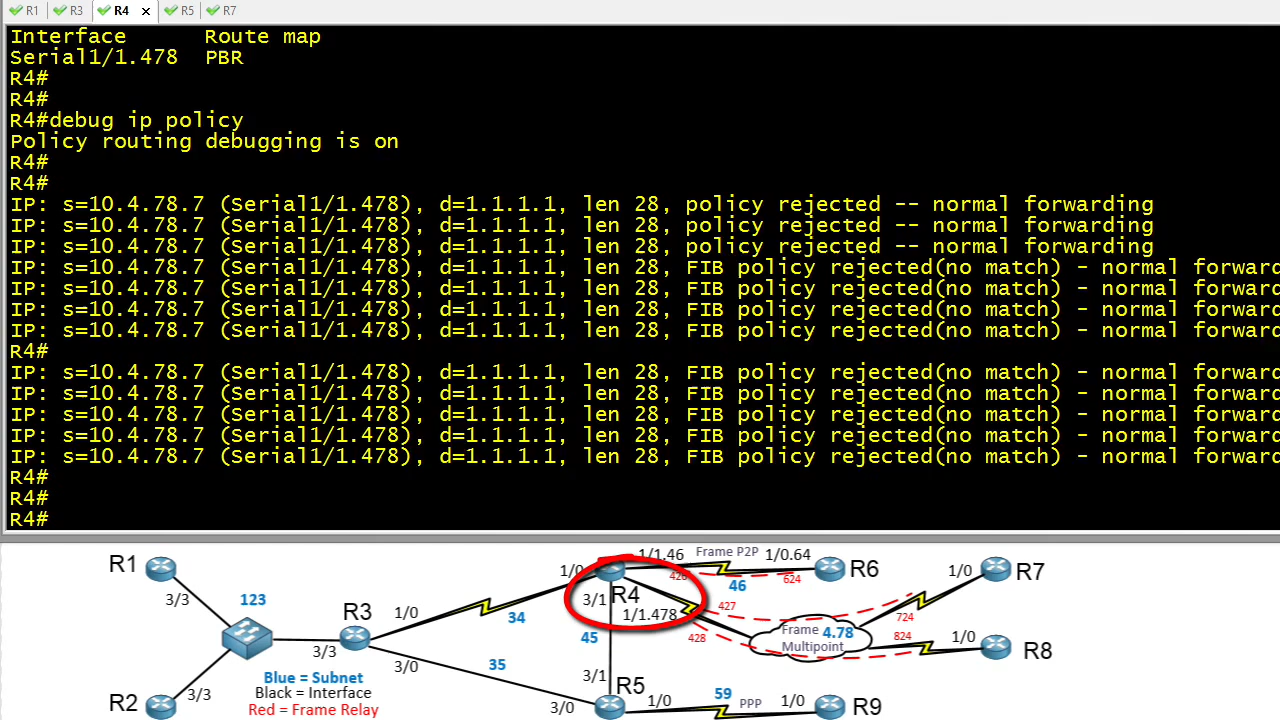 R1 R3 R4 × R5 R7
Interface Route map
Serial1/1.478 PBR
R4#
R4#
R4#debug ip policy
Policy routing debugging is on
R4#
R4#
IP: s=10.4.78.7 (Serial1/1.478), d=1.1.1.1, len 28, policy rejected -- normal forwarding
IP: s=10.4.78.7 (Serial1/1.478), d=1.1.1.1, len 28, policy rejected -- normal forwarding
IP: s=10.4.78.7 (Serial1/1.478), d=1.1.1.1, len 28, policy rejected -- normal forwarding
IP: s=10.4.78.7 (Serial1/1.478), d=1.1.1.1, len 28, FIB policy rejected(no match) - normal forward
IP: s=10.4.78.7 (Serial1/1.478), d=1.1.1.1, len 28, FIB policy rejected(no match) - normal forward
IP: s=10.4.78.7 (Serial1/1.478), d=1.1.1.1, len 28, FIB policy rejected(no match) - normal forward
IP: s=10.4.78.7 (Serial1/1.478), d=1.1.1.1, len 28, FIB policy rejected(no match) - normal forward
R4#
IP: s=10.4.78.7 (Serial1/1.478), d=1.1.1.1, len 28, FIB policy rejected(no match) - normal forward
IP: s=10.4.78.7 (Serial1/1.478), d=1.1.1.1, len 28, FIB policy rejected(no match) - normal forward
IP: s=10.4.78.7 (Serial1/1.478), d=1.1.1.1, len 28, FIB policy rejected(no match) - normal forward
IP: s=10.4.78.7 (Serial1/1.478), d=1.1.1.1, len 28, FIB policy rejected(no match) - normal forward
IP: s=10.4.78.7 (Serial1/1.478), d=1.1.1.1, len 28, FIB policy rejected(no match) - normal forward
R4#
R4#
R4#
R1
3/3
123
R3
1/0
3/3
3/0
R2
3/3
Blue = Subnet
Black = Interface
Red = Frame Relay
34
35
1/0
R4
3/1
1/1.478
45
3/1
R5
3/0
1/0
1/1.46
Frame P2P
1/0.64
624
46
R6
427
428
Frame 4.78
Multipoint
724
824
1/0
R7
1/0
R8
59
PPP
1/0
R9